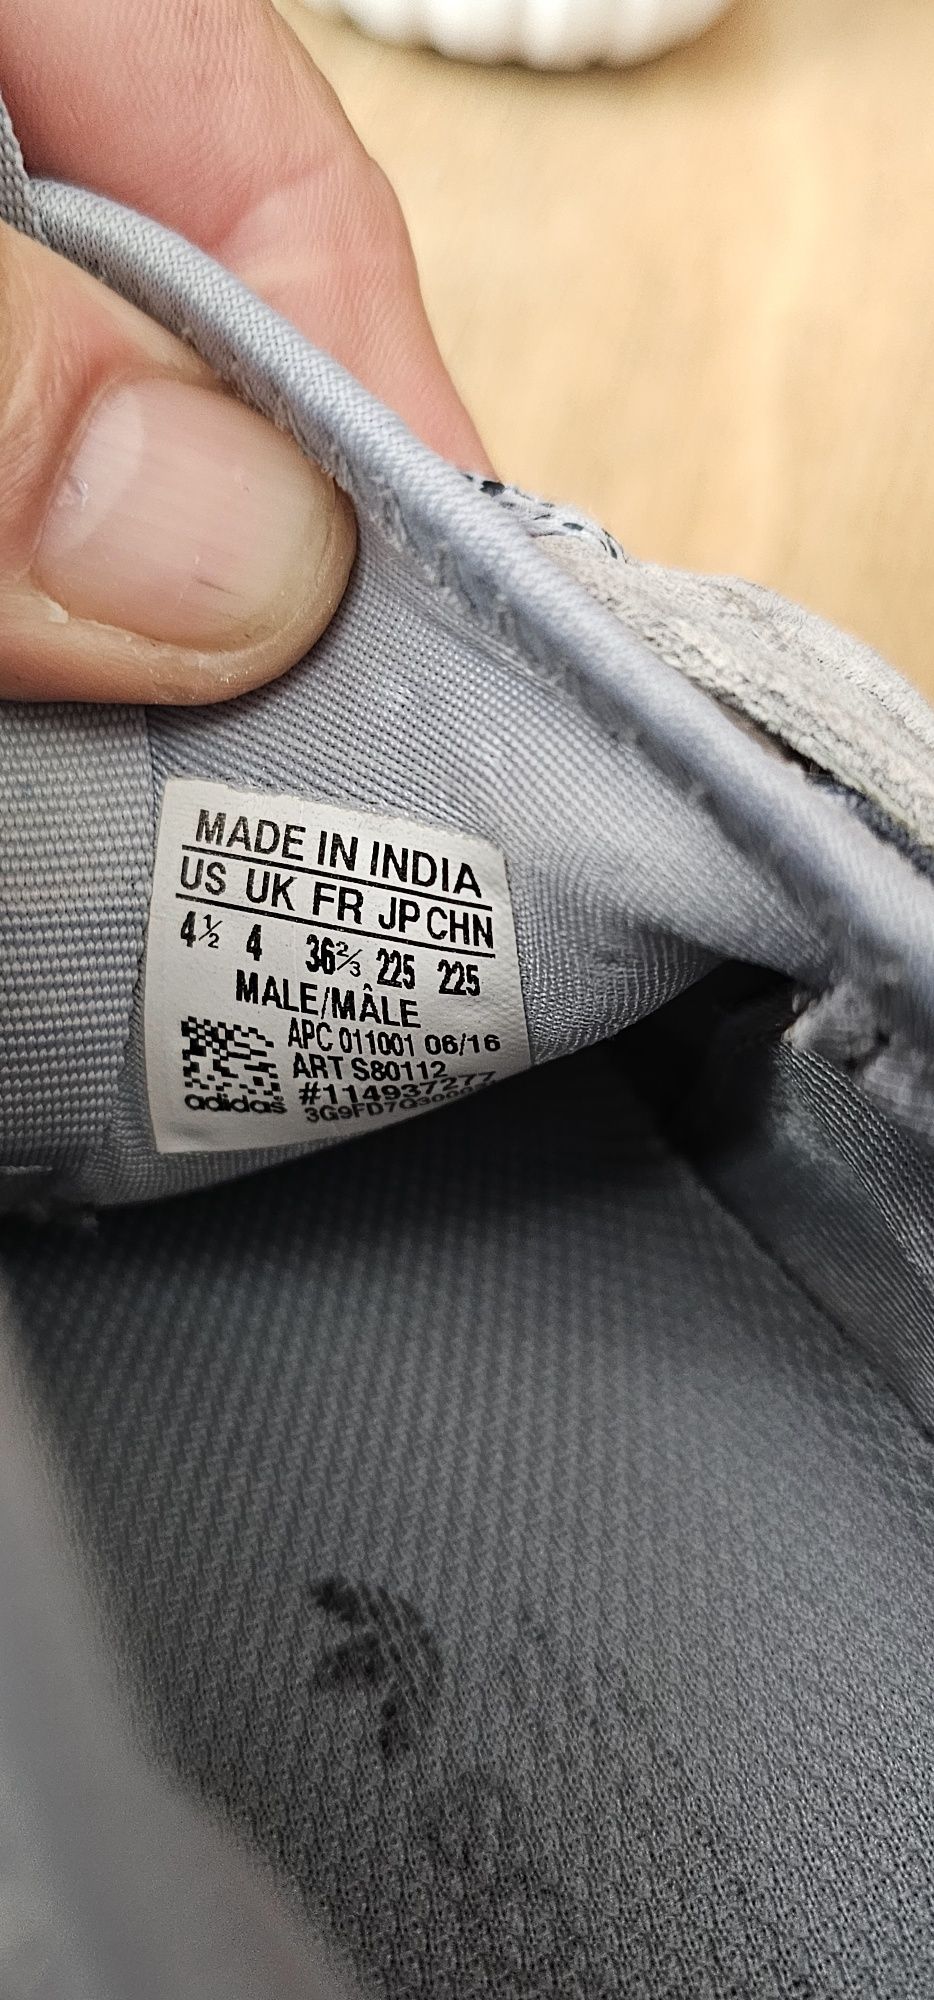 MADE IN INDIA
US UK FR JP CHN
4½ 4 36⅔ 225 225
MALE/MÂLE
APC 011001 06/16
ART S80112
#114937277
adidas